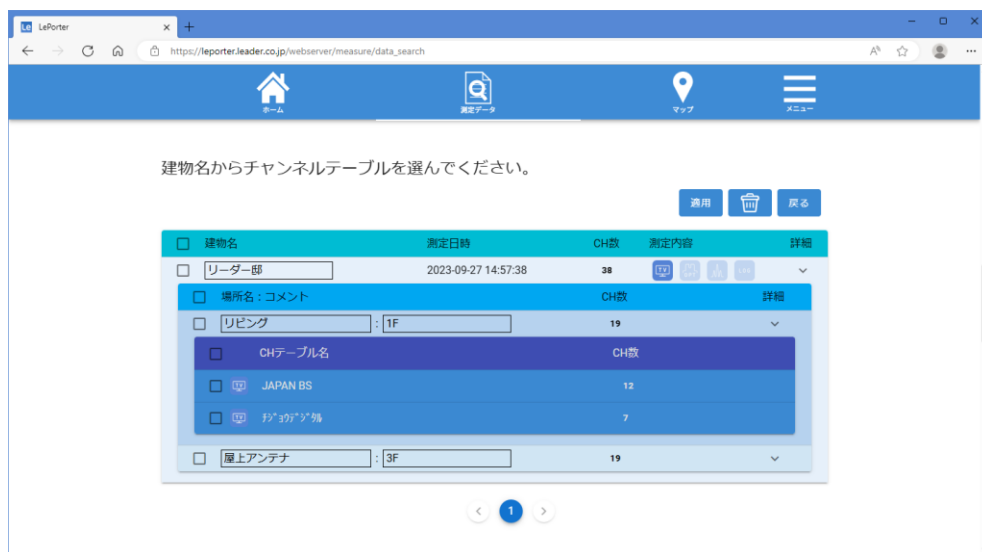 Le LePorter
https://leporter.leader.co.jp/webserver/measure/data_search
ホーム 測定データ マップ メニュー
建物名からチャンネルテーブルを選んでください。
適用 戻る
建物名 測定日時 CH数 測定内容 詳細
リーダー邸 2023-09-27 14:57:38 38 TV
場所名:コメント CH数 詳細
リビング : 1F 19
CHテーブル名 CH数
TV JAPAN BS 12
TV ﾁｼﾞｮｳﾃﾞｼﾞﾀﾙ 7
屋上アンテナ : 3F 19
1